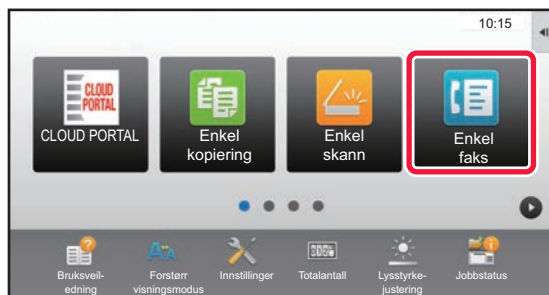 10:15
CLOUD
PORTAL
CLOUD PORTAL
Enkel
kopiering
Enkel
skann
Enkel
faks
Bruksveil-
edning
Forstørr
visningsmodus
Innstillinger
Totalantall
Lysstyrke-
justering
Jobbstatus